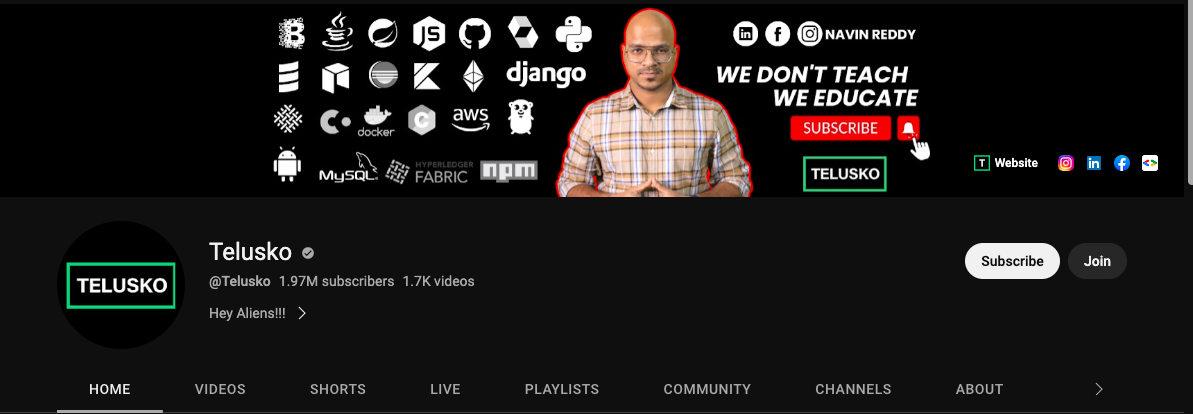 NAVIN REDDY
JS
django
WE DON'T TEACH
WE EDUCATE
docker
C
aws
SUBSCRIBE
MySQL
HYPERLEDGER
FABRIC
npm
TELUSKO
T Website
TELUSKO
Telusko
@Telusko 1.97M subscribers 1.7K videos
Hey Aliens!!!
Subscribe
Join
HOME VIDEOS SHORTS LIVE PLAYLISTS COMMUNITY CHANNELS ABOUT